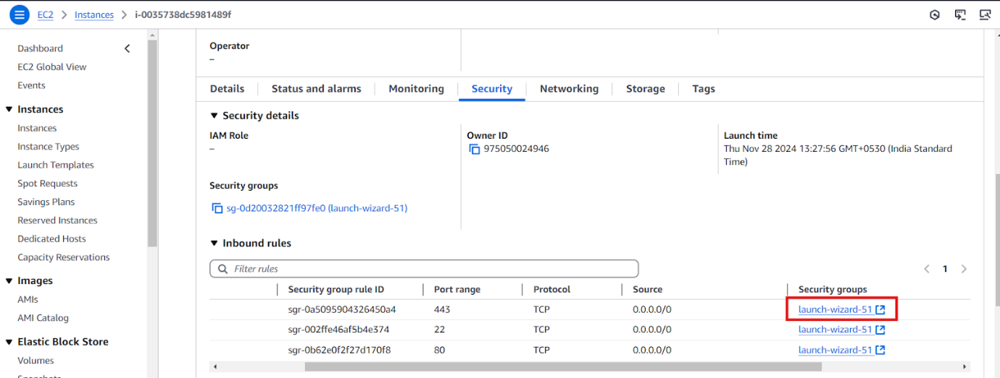 EC2 > Instances > i-0035738dc5981489f
Dashboard
EC2 Global View
Events
Instances
Instances
Instance Types
Launch Templates
Spot Requests
Savings Plans
Reserved Instances
Dedicated Hosts
Capacity Reservations
Images
AMIs
AMI Catalog
Elastic Block Store
Volumes
Snapshots
Operator
–
Details Status and alarms Monitoring Security Networking Storage Tags
Security details
IAM Role Owner ID Launch time
– 975050024946 Thu Nov 28 2024 13:27:56 GMT+0530 (India Standard
Time)
Security groups
sg-0d20032821ff97fe0 (launch-wizard-51)
Inbound rules
Filter rules 1
Security group rule ID Port range Protocol Source Security groups
sgr-0a5095904326450a4 443 TCP 0.0.0.0/0 launch-wizard-51
sgr-002ffe46af5b4e374 22 TCP 0.0.0.0/0 launch-wizard-51
sgr-0b62e0f2f27d170f8 80 TCP 0.0.0.0/0 launch-wizard-51